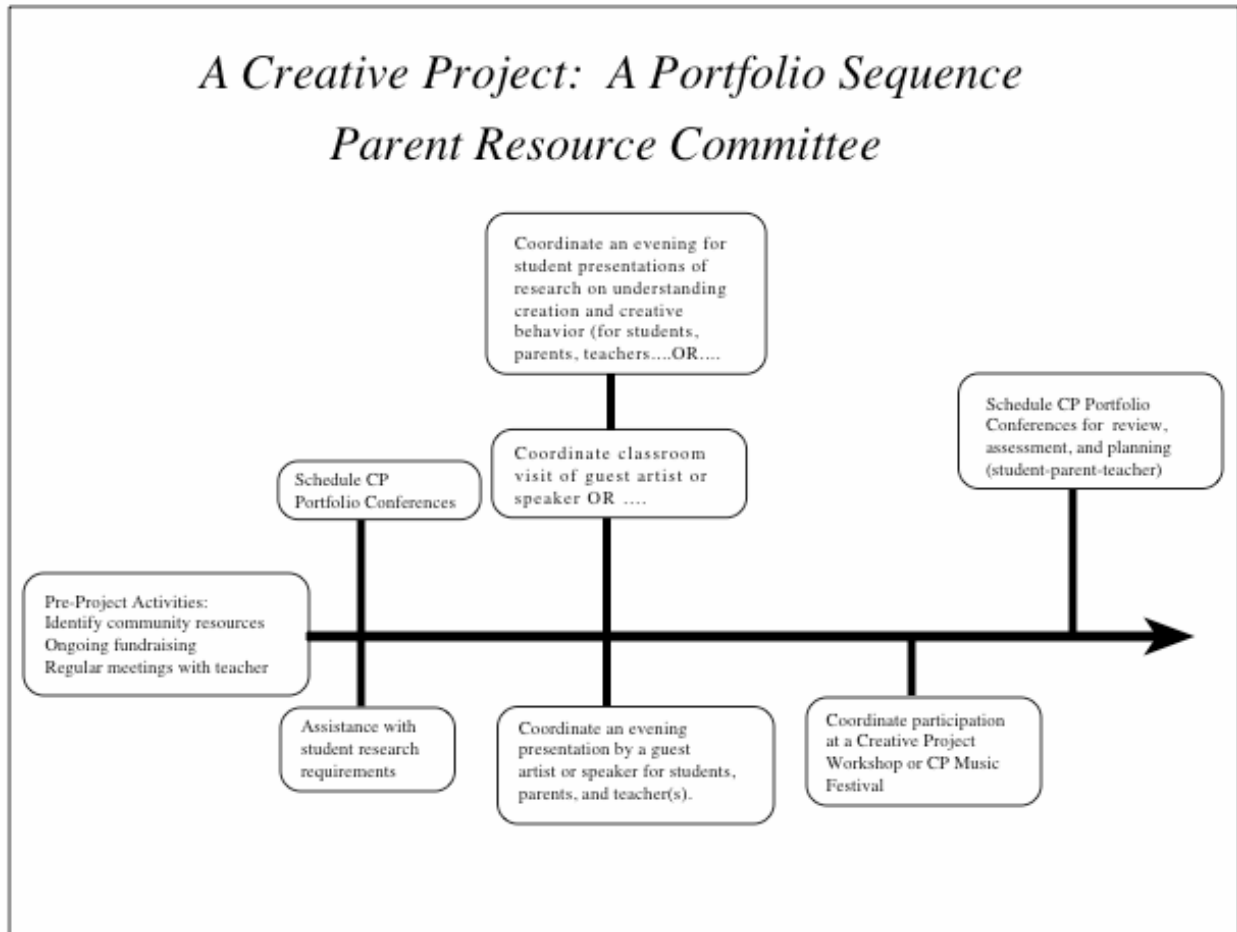 A Creative Project: A Portfolio Sequence
Parent Resource Committee
Coordinate an evening for
student presentations of
research on understanding
creation and creative
behavior (for students,
parents, teachers....OR....
Coordinate classroom
visit of guest artist or
speaker OR ....
Schedule CP
Portfolio Conferences
Schedule CP Portfolio
Conferences for review,
assessment, and planning
(student-parent-teacher)
Pre-Project Activities:
Identify community resources
Ongoing fundraising
Regular meetings with teacher
Assistance with
student research
requirements
Coordinate an evening
presentation by a guest
artist or speaker for students,
parents, and teacher(s).
Coordinate participation
at a Creative Project
Workshop or CP Music
Festival